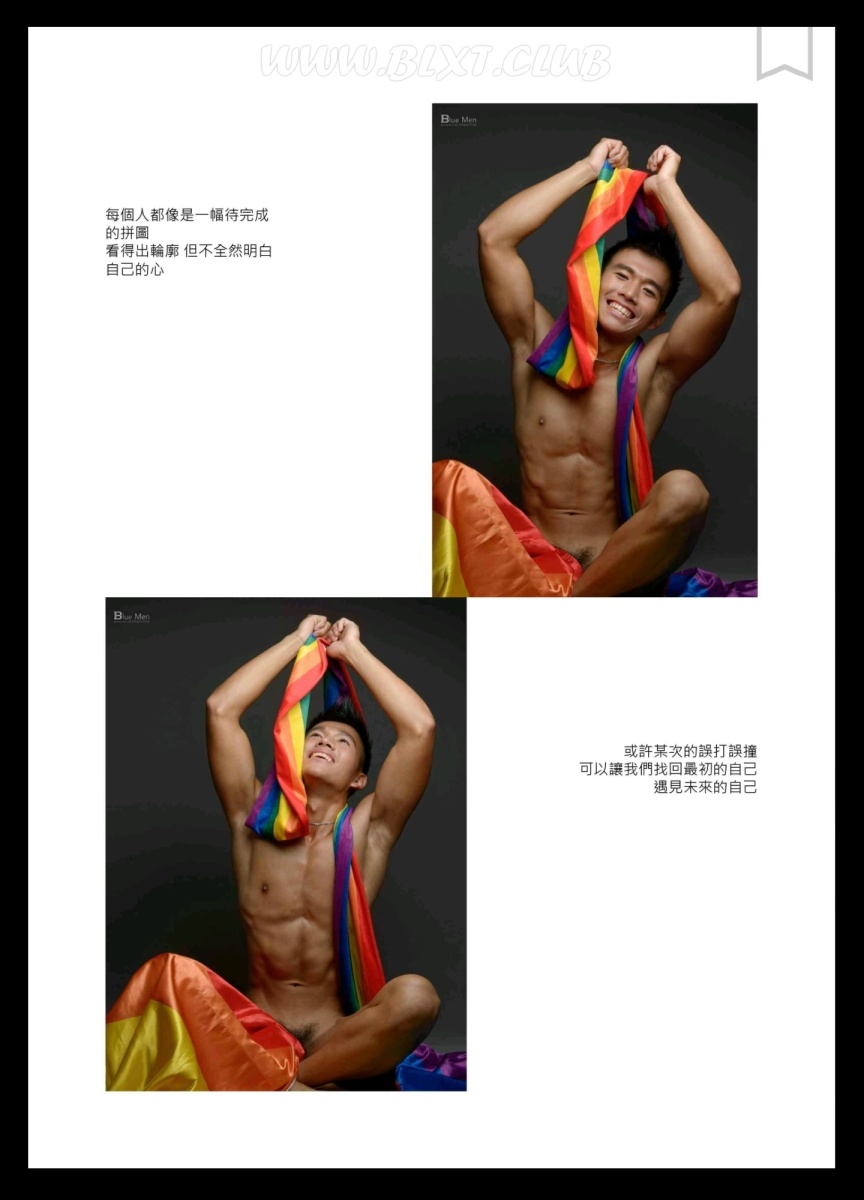 WWW.BLXT.CLUB
Blue Men
每個人都像是一幅待完成
的拼圖
看得出輪廓 但不全然明白
自己的心
Blue Men
或許某次的誤打誤撞
可以讓我們找回最初的自己
遇見未來的自己